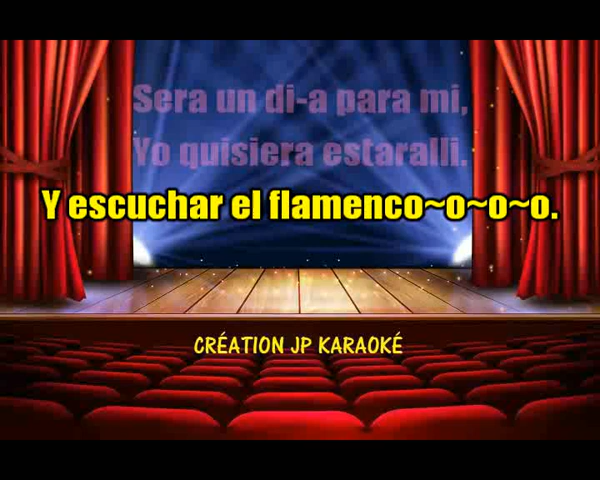 Sera un di-a para mi,
Yo quisiera estaralli.
Y escuchar el flamenco~o~o~o.
CRÉATION JP KARAOKÉ